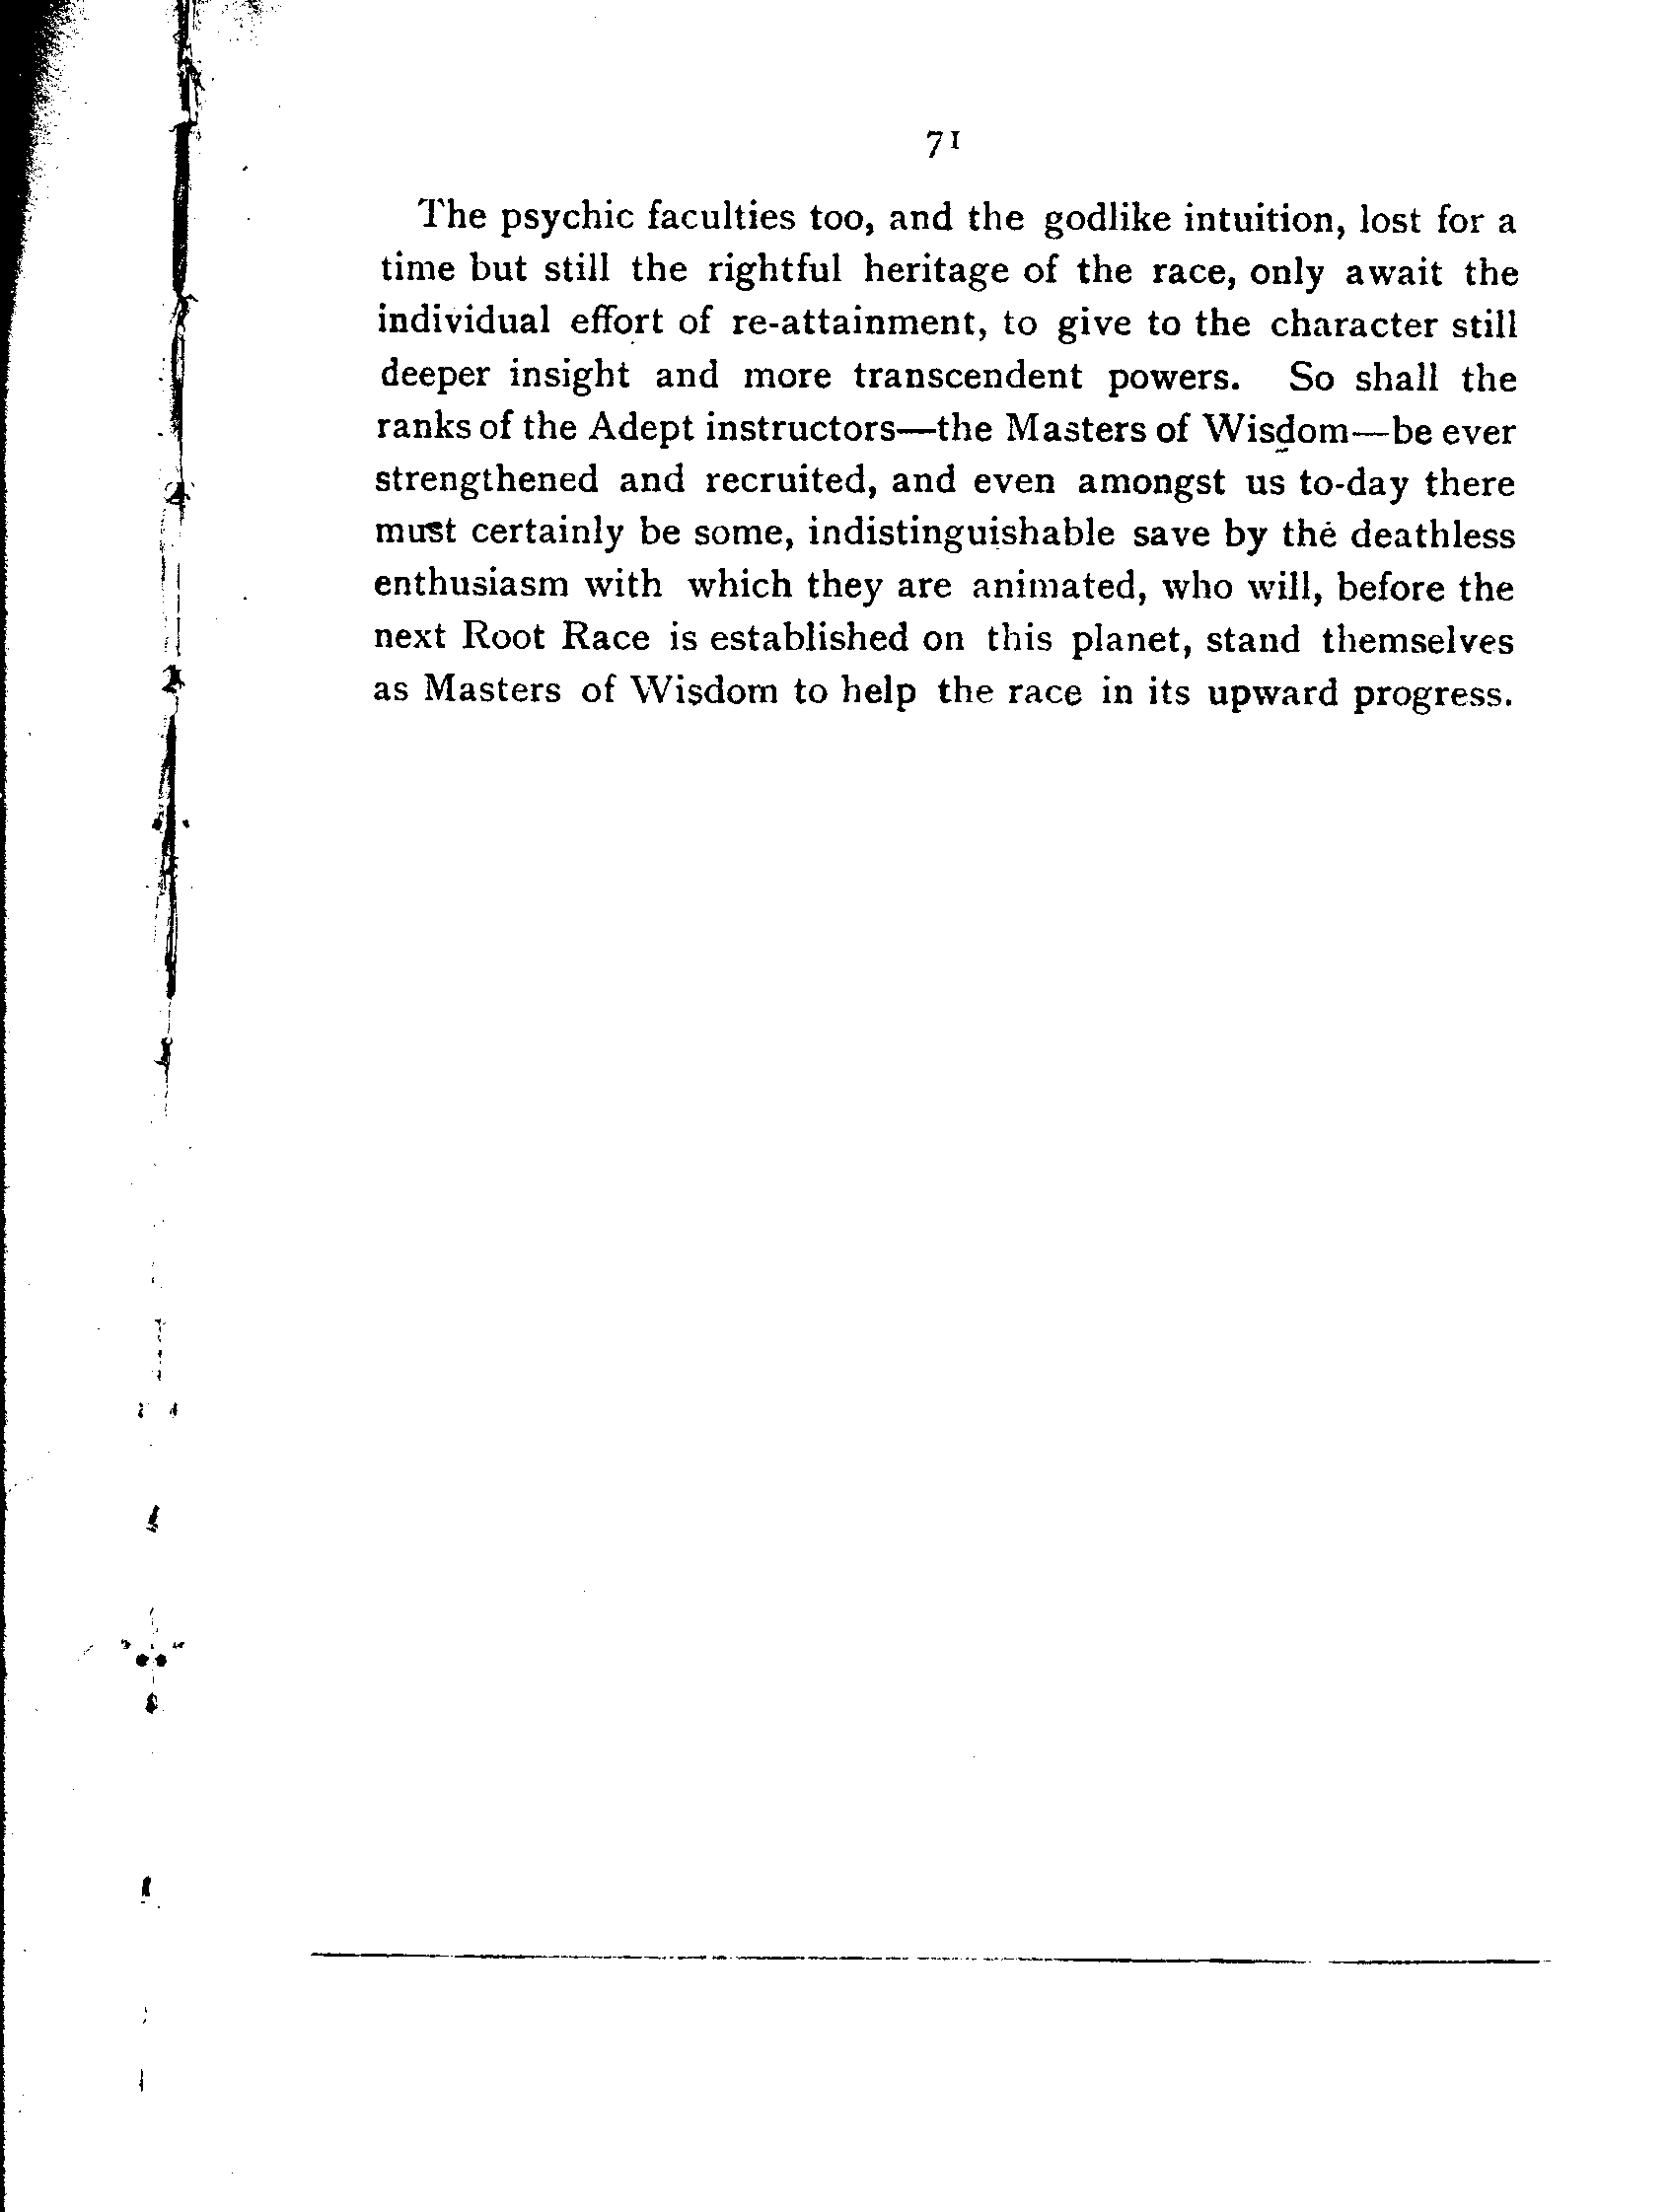 71
The psychic faculties too, and the godlike intuition, lost for a
time but still the rightful heritage of the race, only await the
individual effort of re-attainment, to give to the character still
deeper insight and more transcendent powers. So shall the
ranks of the Adept instructors—the Masters of Wisdom—be ever
strengthened and recruited, and even amongst us to-day there
must certainly be some, indistinguishable save by the deathless
enthusiasm with which they are animated, who will, before the
next Root Race is established on this planet, stand themselves
as Masters of Wisdom to help the race in its upward progress.